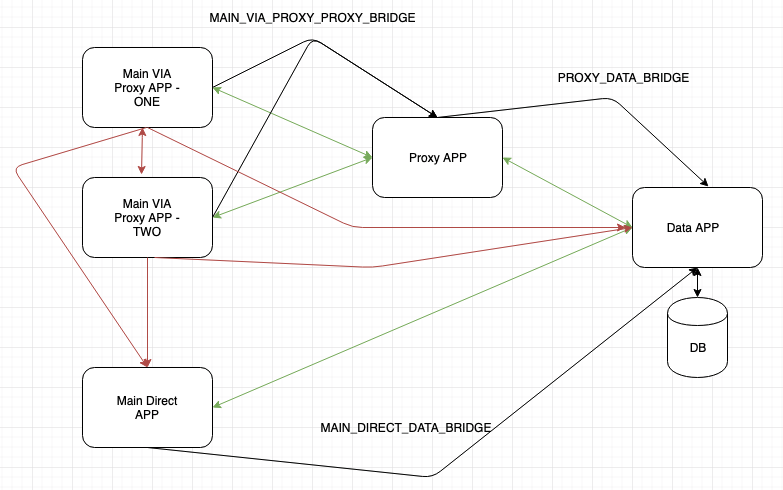 MAIN_VIA_PROXY_PROXY_BRIDGE
Main VIA
Proxy APP -
ONE
PROXY_DATA_BRIDGE
Proxy APP
Main VIA
Proxy APP -
TWO
Data APP
DB
Main Direct
APP
MAIN_DIRECT_DATA_BRIDGE